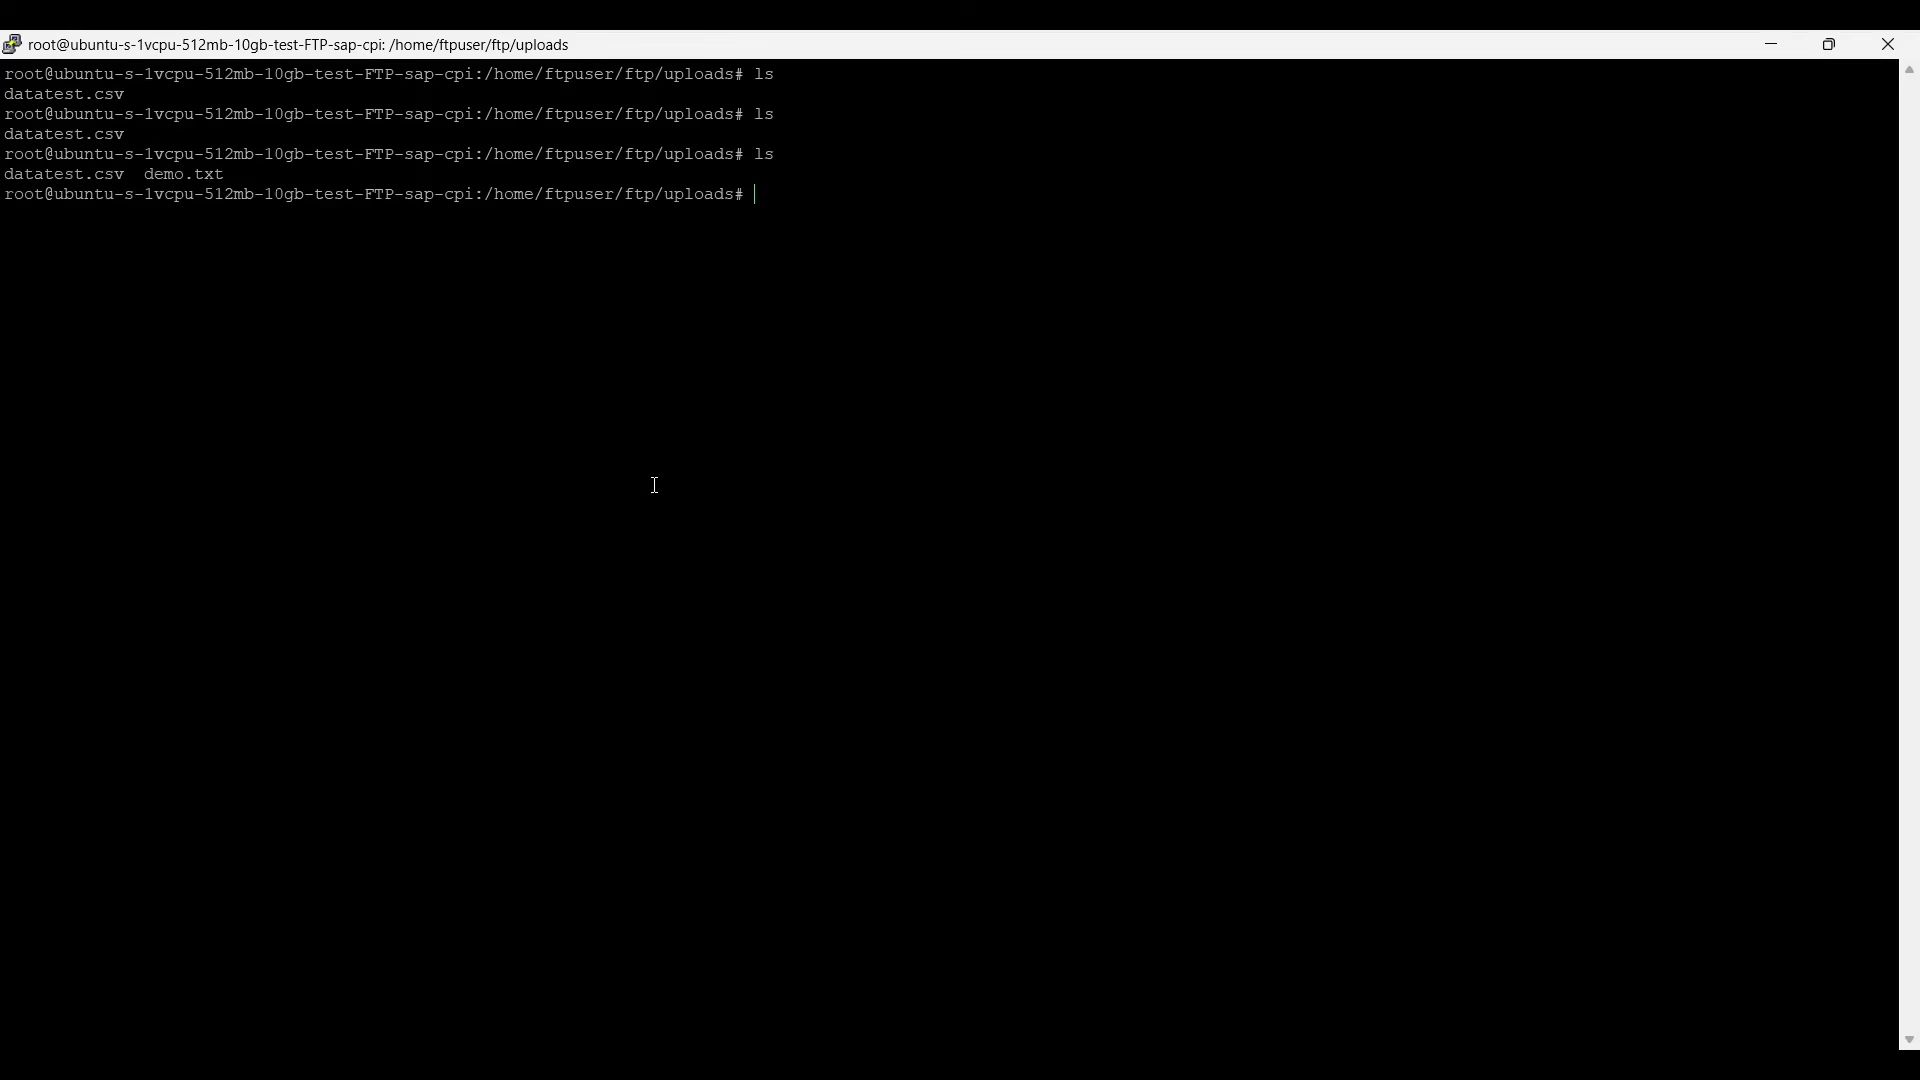 root@ubuntu-s-1vcpu-512mb-10gb-test-FTP-sap-cpi: /home/ftpuser/ftp/uploads
root@ubuntu-s-1vcpu-512mb-10gb-test-FTP-sap-cpi:/home/ftpuser/ftp/uploads# ls
datatest.csv
root@ubuntu-s-1vcpu-512mb-10gb-test-FTP-sap-cpi:/home/ftpuser/ftp/uploads# ls
datatest.csv
root@ubuntu-s-1vcpu-512mb-10gb-test-FTP-sap-cpi:/home/ftpuser/ftp/uploads# ls
datatest.csv  demo.txt
root@ubuntu-s-1vcpu-512mb-10gb-test-FTP-sap-cpi:/home/ftpuser/ftp/uploads#